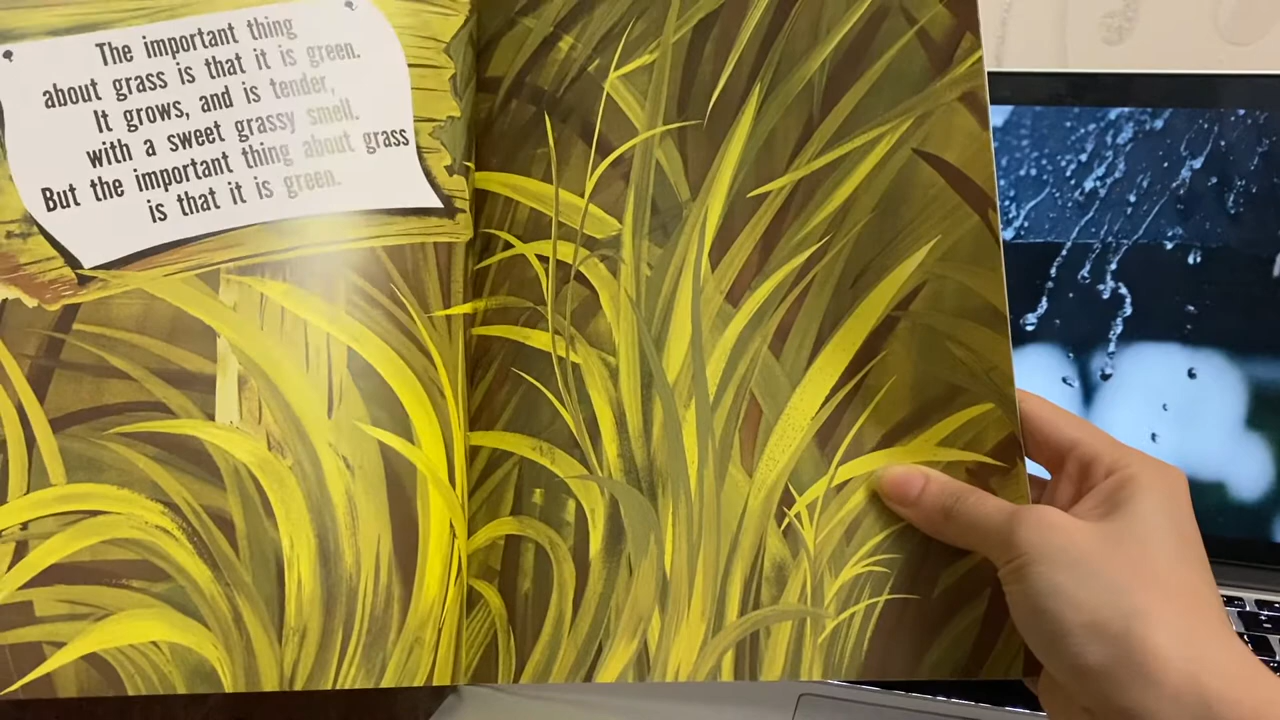 The important thing
about grass is that it is green.
It grows, and is tender,
with a sweet grassy smell.
But the important thing about grass
is that it is green.